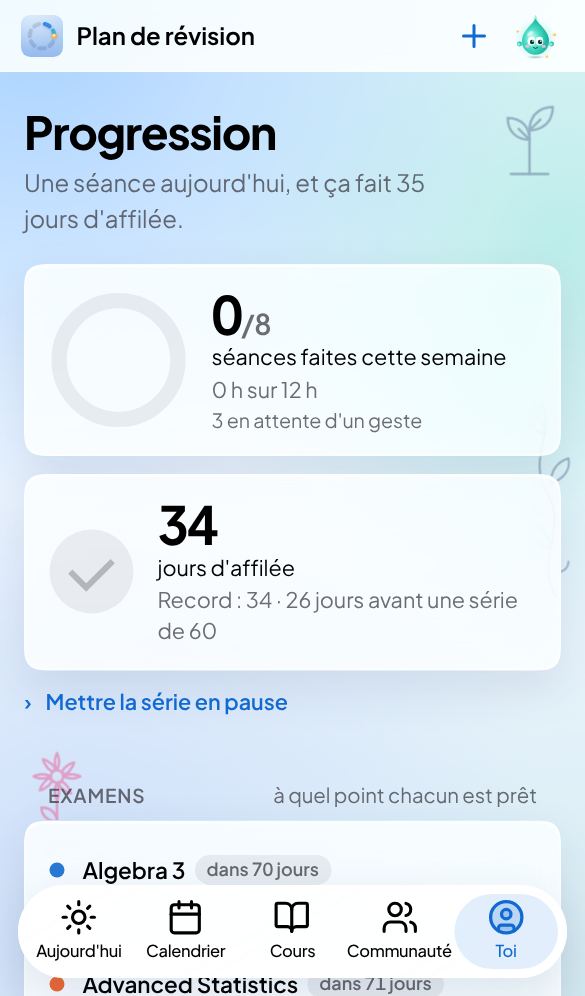 Plan de révision
Progression
Une séance aujourd'hui, et ça fait 35
jours d'affilée.
0/8
séances faites cette semaine
0 h sur 12 h
3 en attente d'un geste
34
jours d'affilée
Record : 34 · 26 jours avant une série
de 60
› Mettre la série en pause
EXAMENS à quel point chacun est prêt
Algebra 3 dans 70 jours
Aujourd'hui Calendrier Cours Communauté Toi
Advanced Statistics dans 71 jours